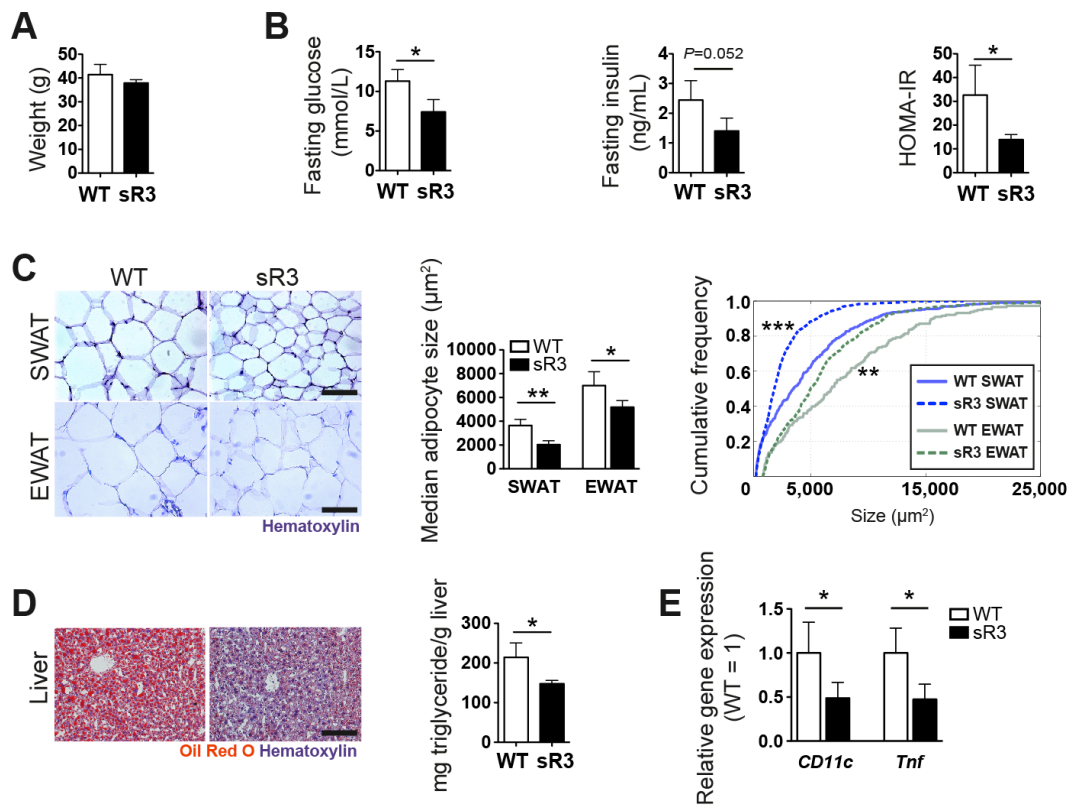 A
Weight (g)
50
40
30
20
10
0
WT sR3
B
Fasting glucose
(mmol/L)
15
10
5
0
*
WT sR3
Fasting insulin
(ng/mL)
4
3
2
1
0
P=0.052
WT sR3
HOMA-IR
50
40
30
20
10
0
*
WT sR3
C
WT
sR3
SWAT
EWAT
Hematoxylin
Median adipocyte size (µm²)
10000
8000
6000
4000
2000
0
WT
sR3
**
*
SWAT EWAT
Cumulative frequency
1.0
0.8
0.6
0.4
0.2
0
5,000
15,000
25,000
Size (µm²)
***
**
WT SWAT
sR3 SWAT
WT EWAT
sR3 EWAT
D
Liver
Oil Red O Hematoxylin
mg triglyceride/g liver
300
200
100
0
*
WT sR3
E
Relative gene expression
(WT = 1)
1.5
1.0
0.5
0.0
*
*
WT
sR3
CD11c Tnf